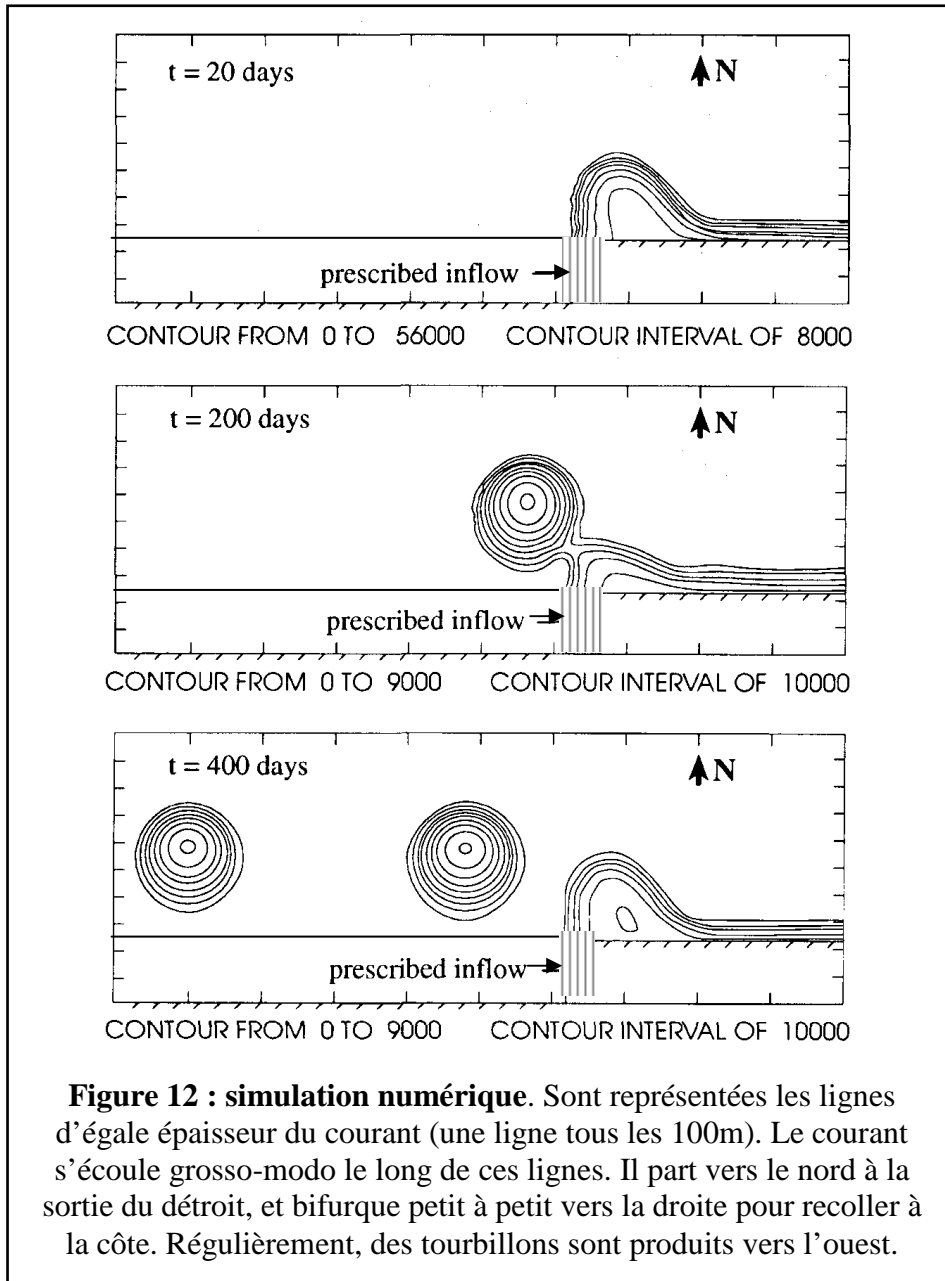 t = 20 days
N
prescribed inflow
CONTOUR FROM 0 TO 56000 CONTOUR INTERVAL OF 8000
t = 200 days
N
prescribed inflow
CONTOUR FROM 0 TO 9000 CONTOUR INTERVAL OF 10000
t = 400 days
N
prescribed inflow
CONTOUR FROM 0 TO 9000 CONTOUR INTERVAL OF 10000
Figure 12 : simulation numérique. Sont représentées les lignes
d’égale épaisseur du courant (une ligne tous les 100m). Le courant
s’écoule grosso-modo le long de ces lignes. Il part vers le nord à la
sortie du détroit, et bifurque petit à petit vers la droite pour recoller à
la côte. Régulièrement, des tourbillons sont produits vers l’ouest.